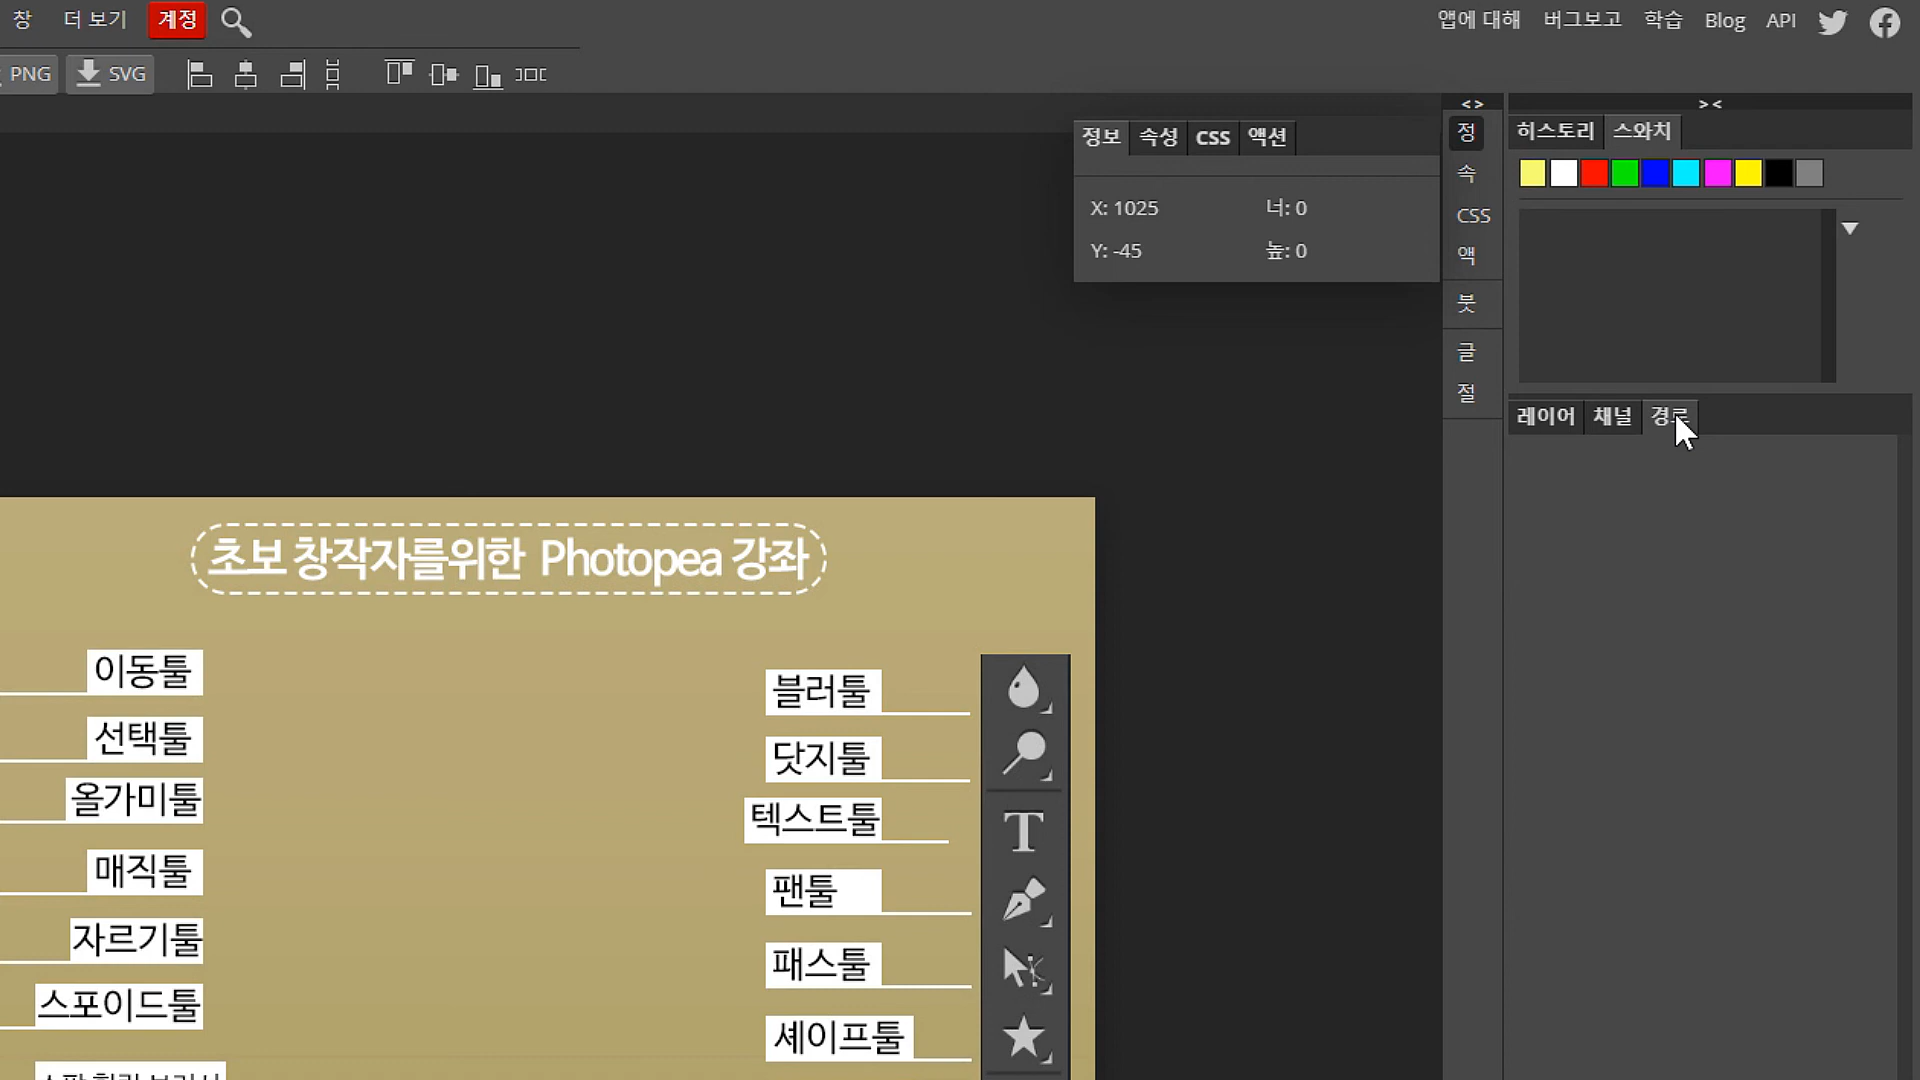 창 더 보기 계정 앱에 대해 버그보고 학습 Blog API
PNG SVG
< > > <
정보 속성 CSS 액션
X: 1025 너: 0
Y: -45 높: 0
정
속
CSS
액
붓
글
절
히스토리 스와치
레이어 채널 경로
초보 창작자를위한 Photopea 강좌
이동툴
선택툴
올가미툴
매직툴
자르기툴
스포이드툴
블러툴
닷지툴
텍스트툴
팬툴
패스툴
셰이프툴